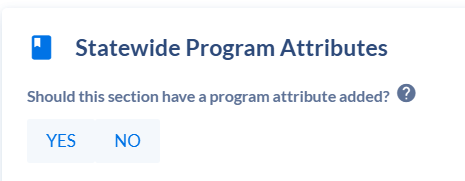 Statewide Program Attributes
Should this section have a program attribute added? ?
YES NO